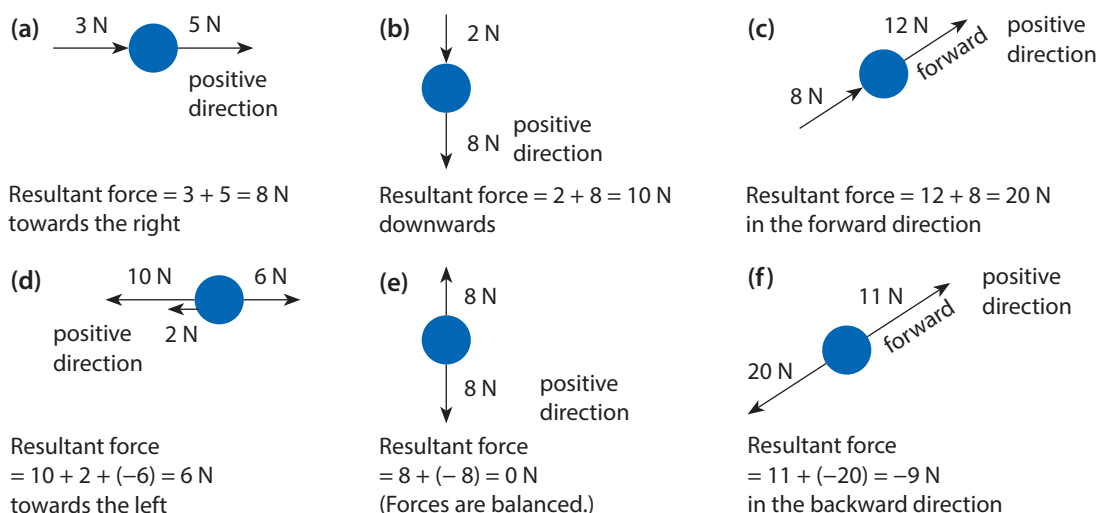 (a)
3 N
5 N
positive
direction
Resultant force = 3 + 5 = 8 N
towards the right
(b)
2 N
8 N
positive
direction
Resultant force = 2 + 8 = 10 N
downwards
(c)
12 N
forward
positive
direction
8 N
Resultant force = 12 + 8 = 20 N
in the forward direction
(d)
10 N
6 N
positive
direction
2 N
Resultant force
= 10 + 2 + (−6) = 6 N
towards the left
(e)
8 N
8 N
positive
direction
Resultant force
= 8 + (− 8) = 0 N
(Forces are balanced.)
(f)
11 N
forward
positive
direction
20 N
Resultant force
= 11 + (−20) = −9 N
in the backward direction